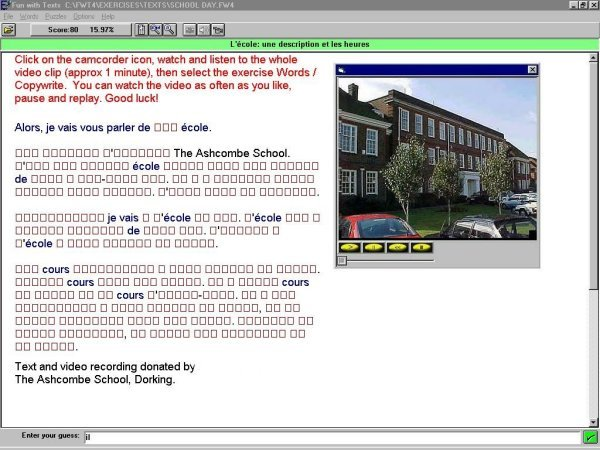 Fun with Texts C:\FWT4\EXERCISES\TEXTS\SCHOOL DAY.FW4
File Words Puzzles Options Help
Score:80 15.97%
L'école: une description et les heures
Click on the camcorder icon, watch and listen to the whole
video clip (approx 1 minute), then select the exercise Words /
Copywrite. You can watch the video as often as you like,
pause and replay. Good luck!
Alors, je vais vous parler de école.
The Ashcombe School.
école
de
je vais école. école
de
école
cours
cours
cours
cours
Text and video recording donated by
The Ashcombe School, Dorking.
Enter your guess: il